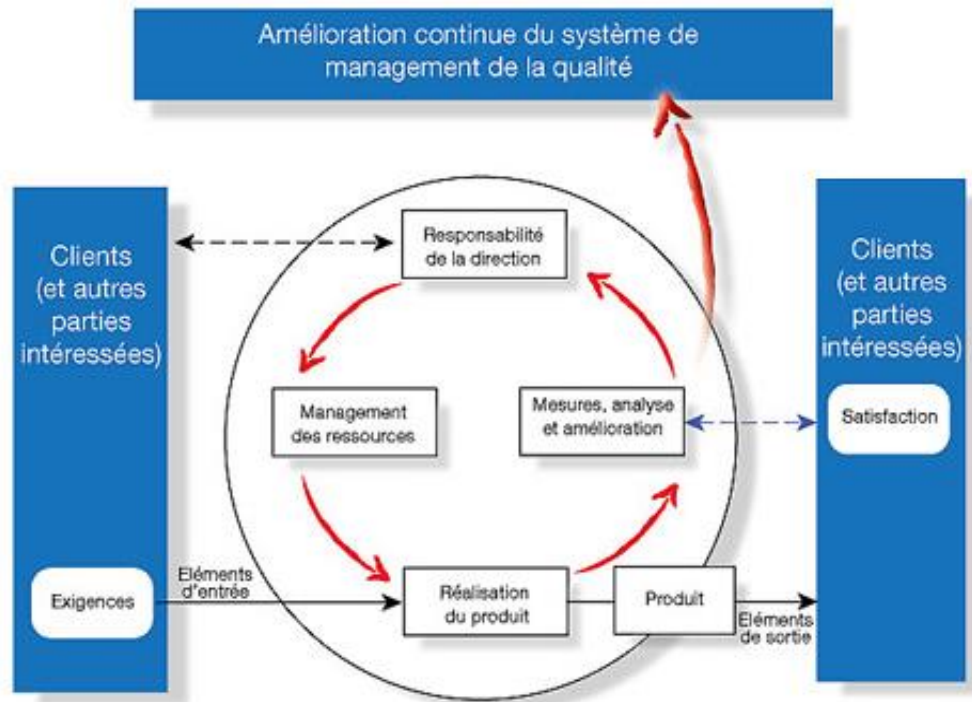 Amélioration continue du système de
management de la qualité
Clients
(et autres
parties
intéressées)
Responsabilité
de la direction
Clients
(et autres
parties
intéressées)
Management
des ressources
Mesures, analyse
et amélioration
Satisfaction
Exigences
Eléments
d'entrée
Réalisation
du produit
Produit
Eléments
de sortie